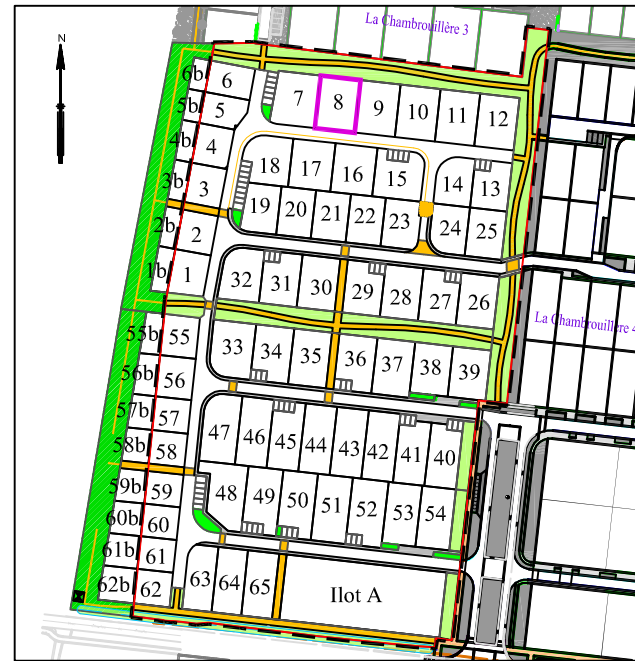 La Chambrouillère 3
N
6b 6 7 8 9 10 11 12
5b 5
4b 4 18 17 16 15 14 13
3b 3 19 20 21 22 23 24 25
2b 2
1b 1 32 31 30 29 28 27 26
La Chambrouillère 4
55b 55 33 34 35 36 37 38 39
56b 56
57b 57 47 46 45 44 43 42 41 40
58b 58
59b 59 48 49 50 51 52 53 54
60b 60
61b 61
62b 62 63 64 65 Ilot A